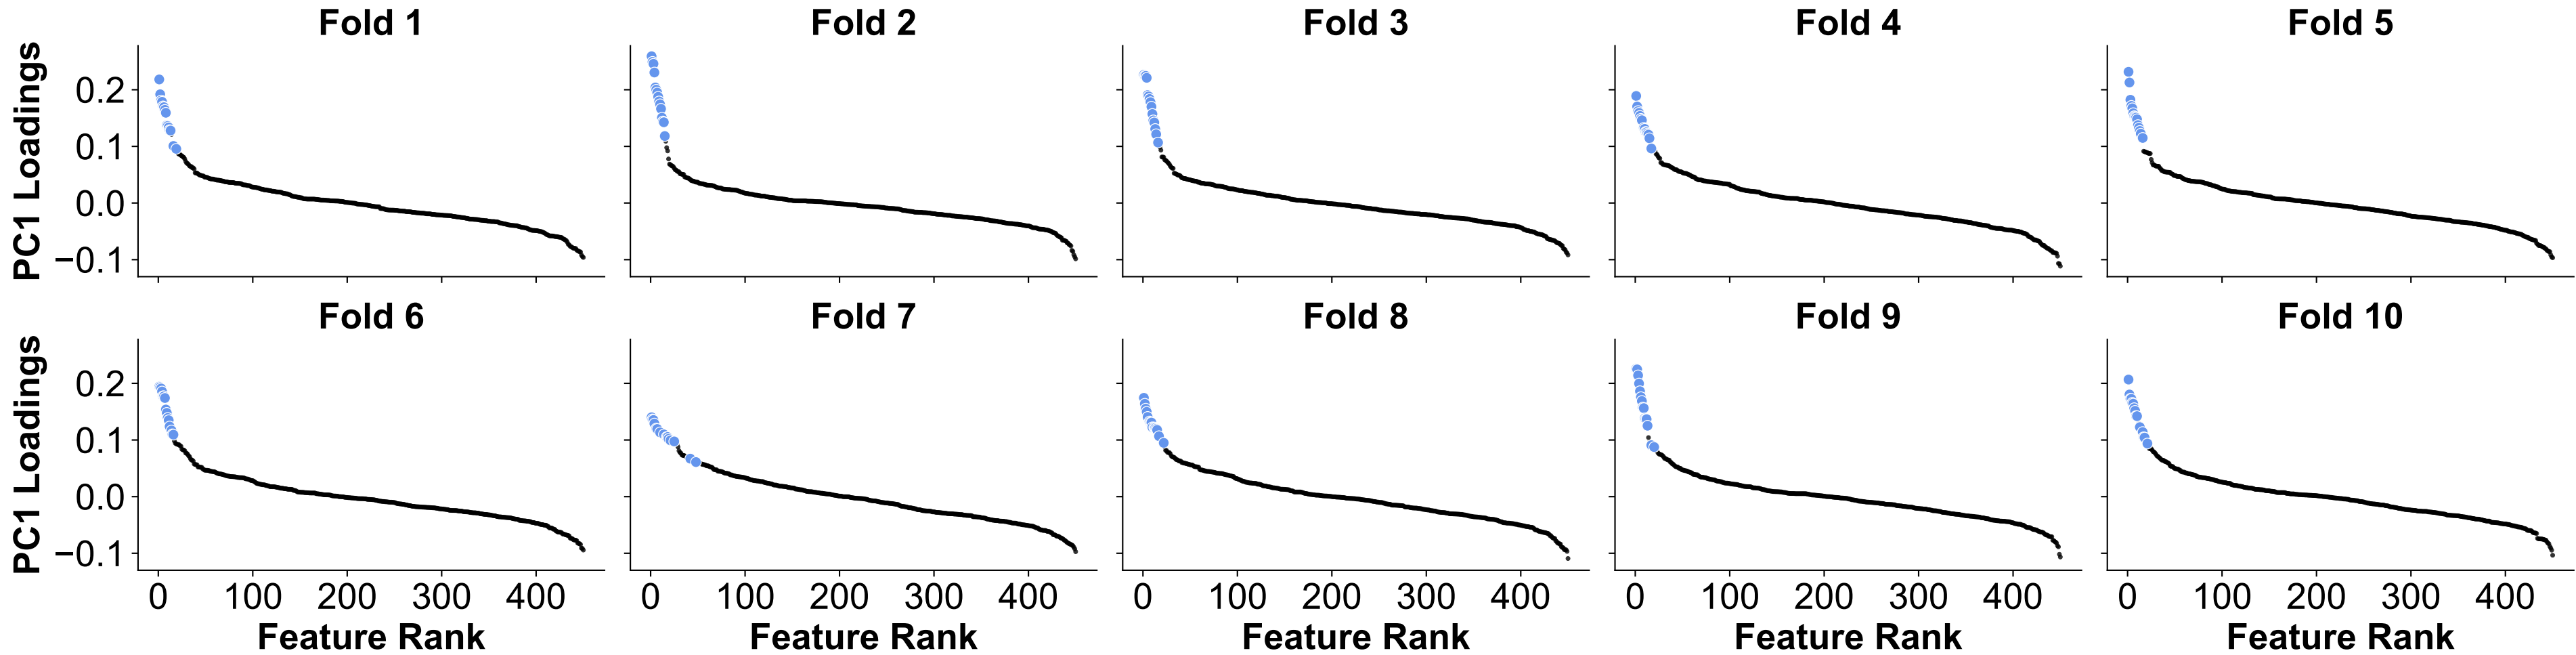 Fold 1 Fold 2 Fold 3 Fold 4 Fold 5
PC1 Loadings
0.2
0.1
0.0
−0.1
Fold 6 Fold 7 Fold 8 Fold 9 Fold 10
PC1 Loadings
0.2
0.1
0.0
−0.1
0 100 200 300 400 0 100 200 300 400 0 100 200 300 400 0 100 200 300 400 0 100 200 300 400
Feature Rank Feature Rank Feature Rank Feature Rank Feature Rank